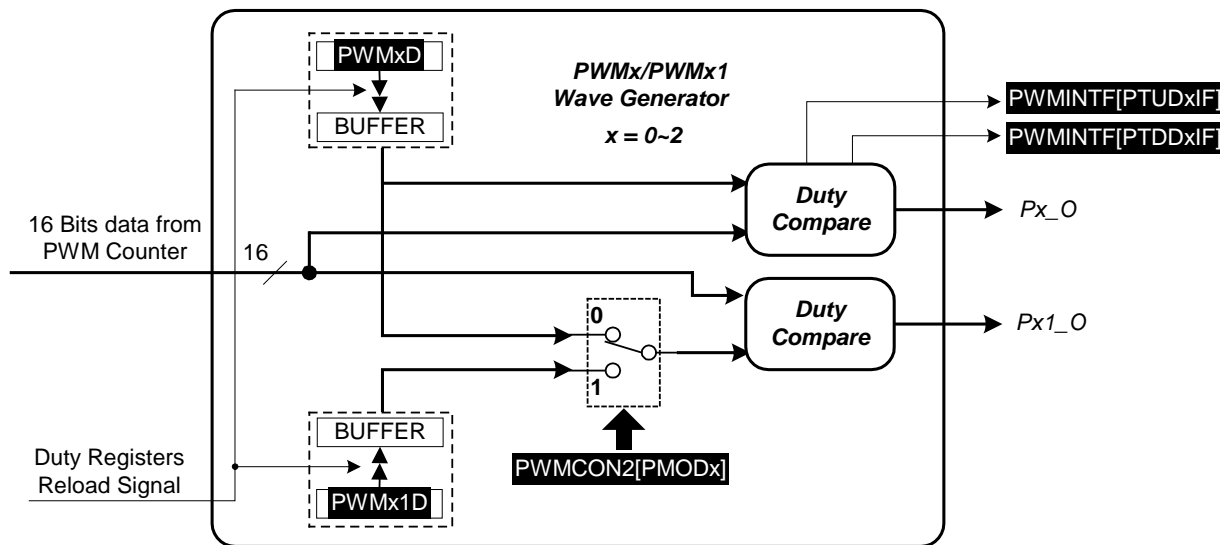 PWMxD
BUFFER
PWMx/PWMx1
Wave Generator
x = 0~2
PWMINTF[PTUDxIF]
PWMINTF[PTDDxIF]
Duty
Compare
Px_O
16 Bits data from
PWM Counter
16
Duty
Compare
Px1_O
0
1
BUFFER
PWMx1D
Duty Registers
Reload Signal
PWMCON2[PMODx]